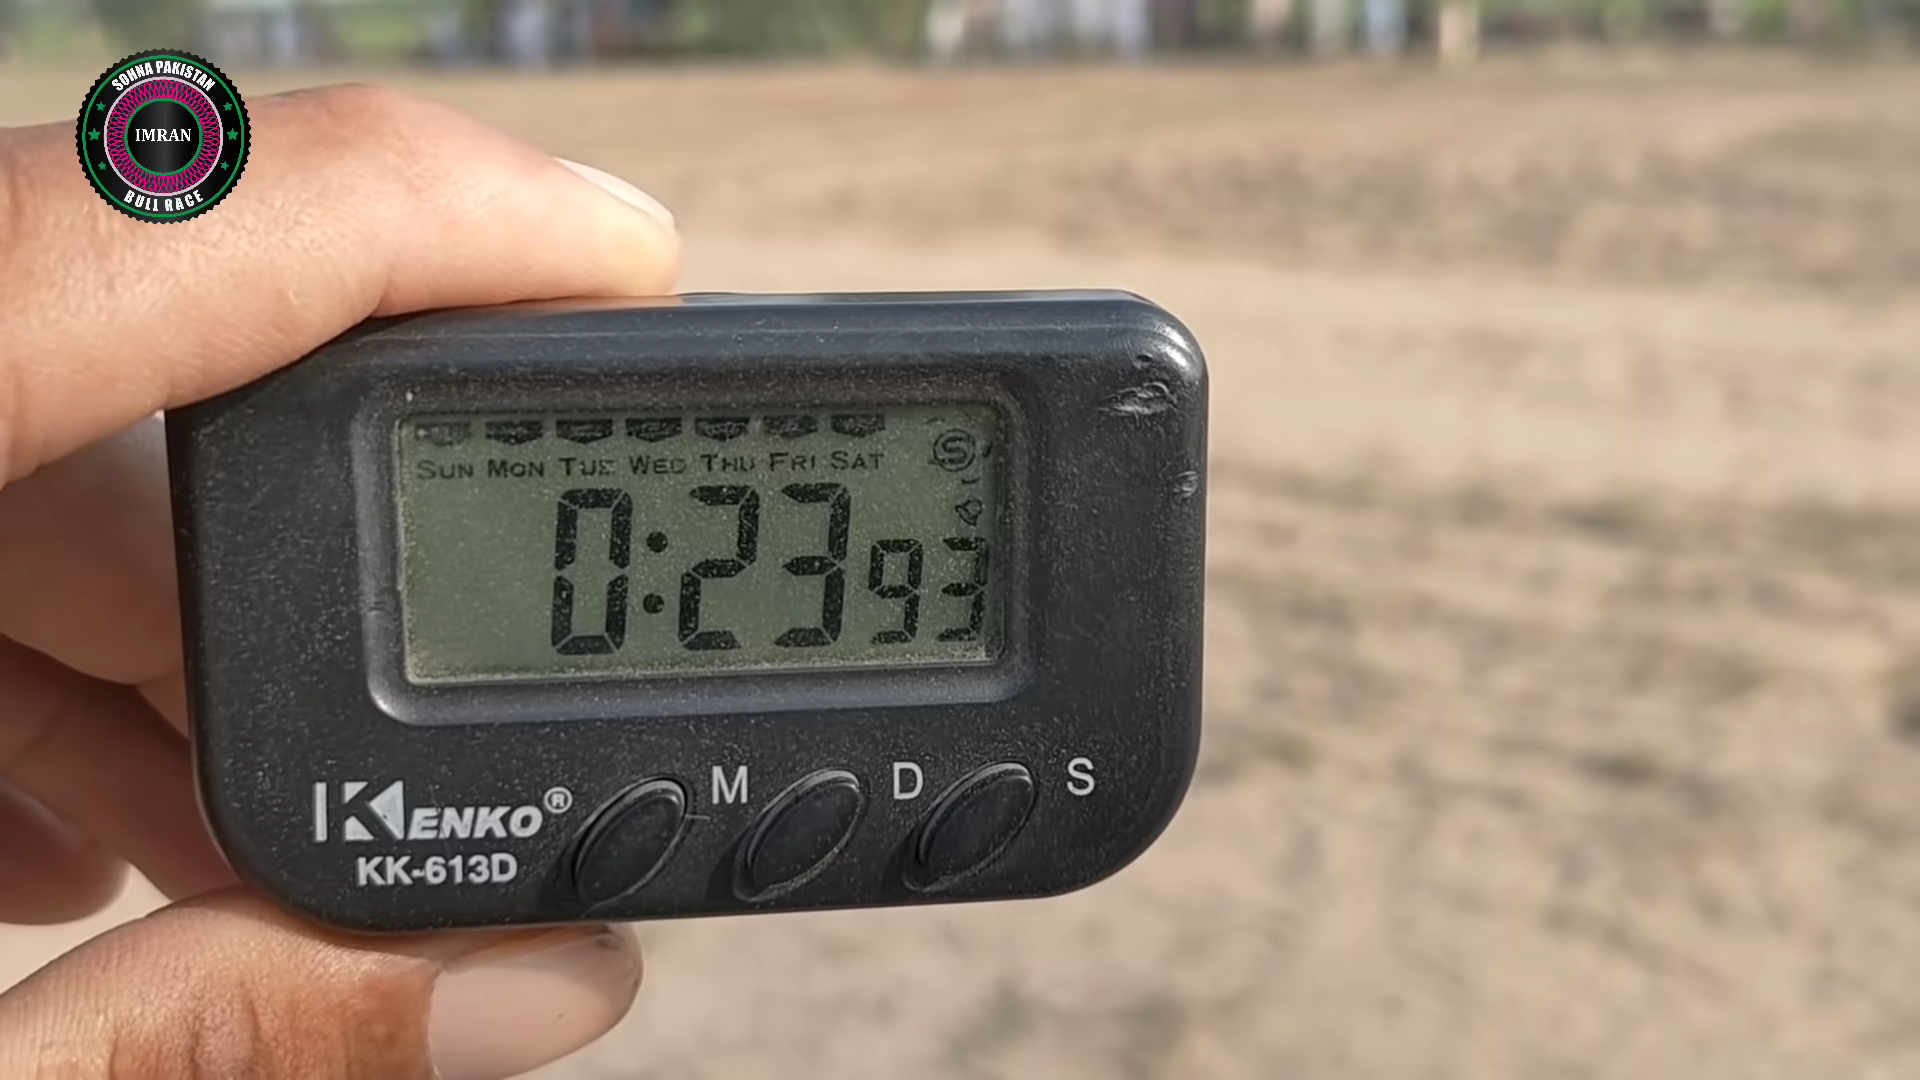 SOHNA PAKISTAN
IMRAN
BULL RACE
SUN MON TUE WED THU FRI SAT
S
0:23 93
M D S
KENKO®
KK-613D